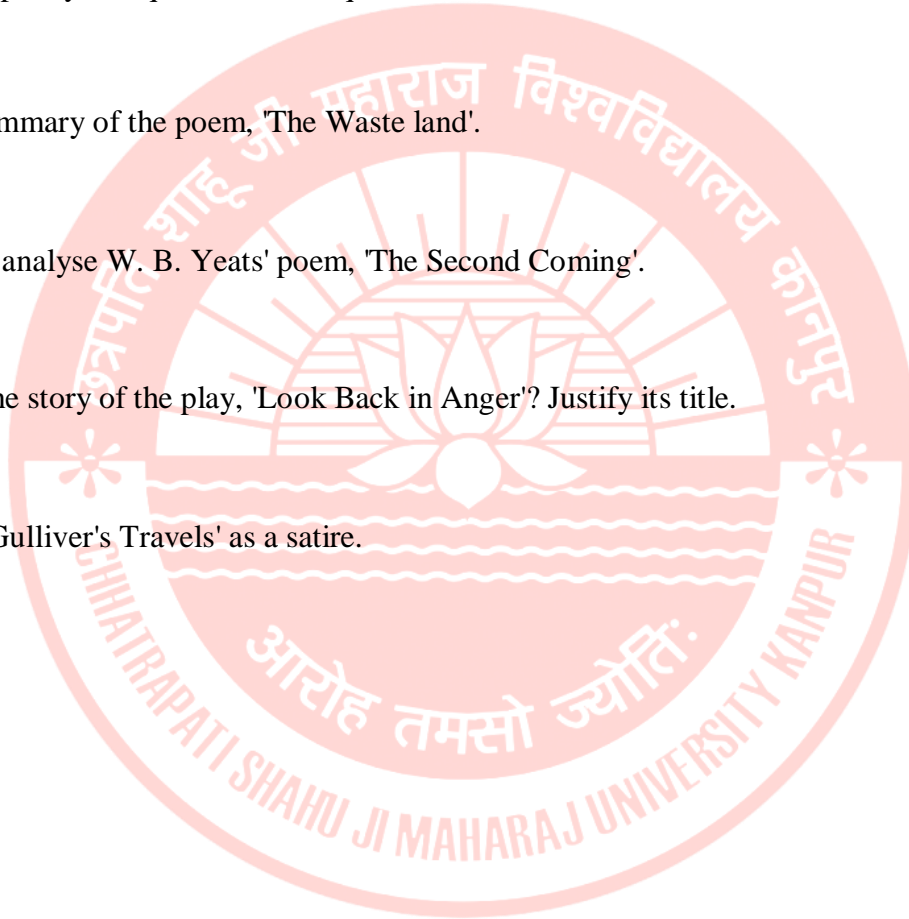 mmary of the poem, 'The Waste land'.
analyse W. B. Yeats' poem, 'The Second Coming'.
ne story of the play, 'Look Back in Anger'? Justify its title.
Gulliver's Travels' as a satire.
छत्रपति शाहू जी महाराज विश्वविद्यालय कानपुर
आरोह तमसो ज्योतिः
CHHATRAPATI SHAHU JI MAHARAJ UNIVERSITY KANPUR